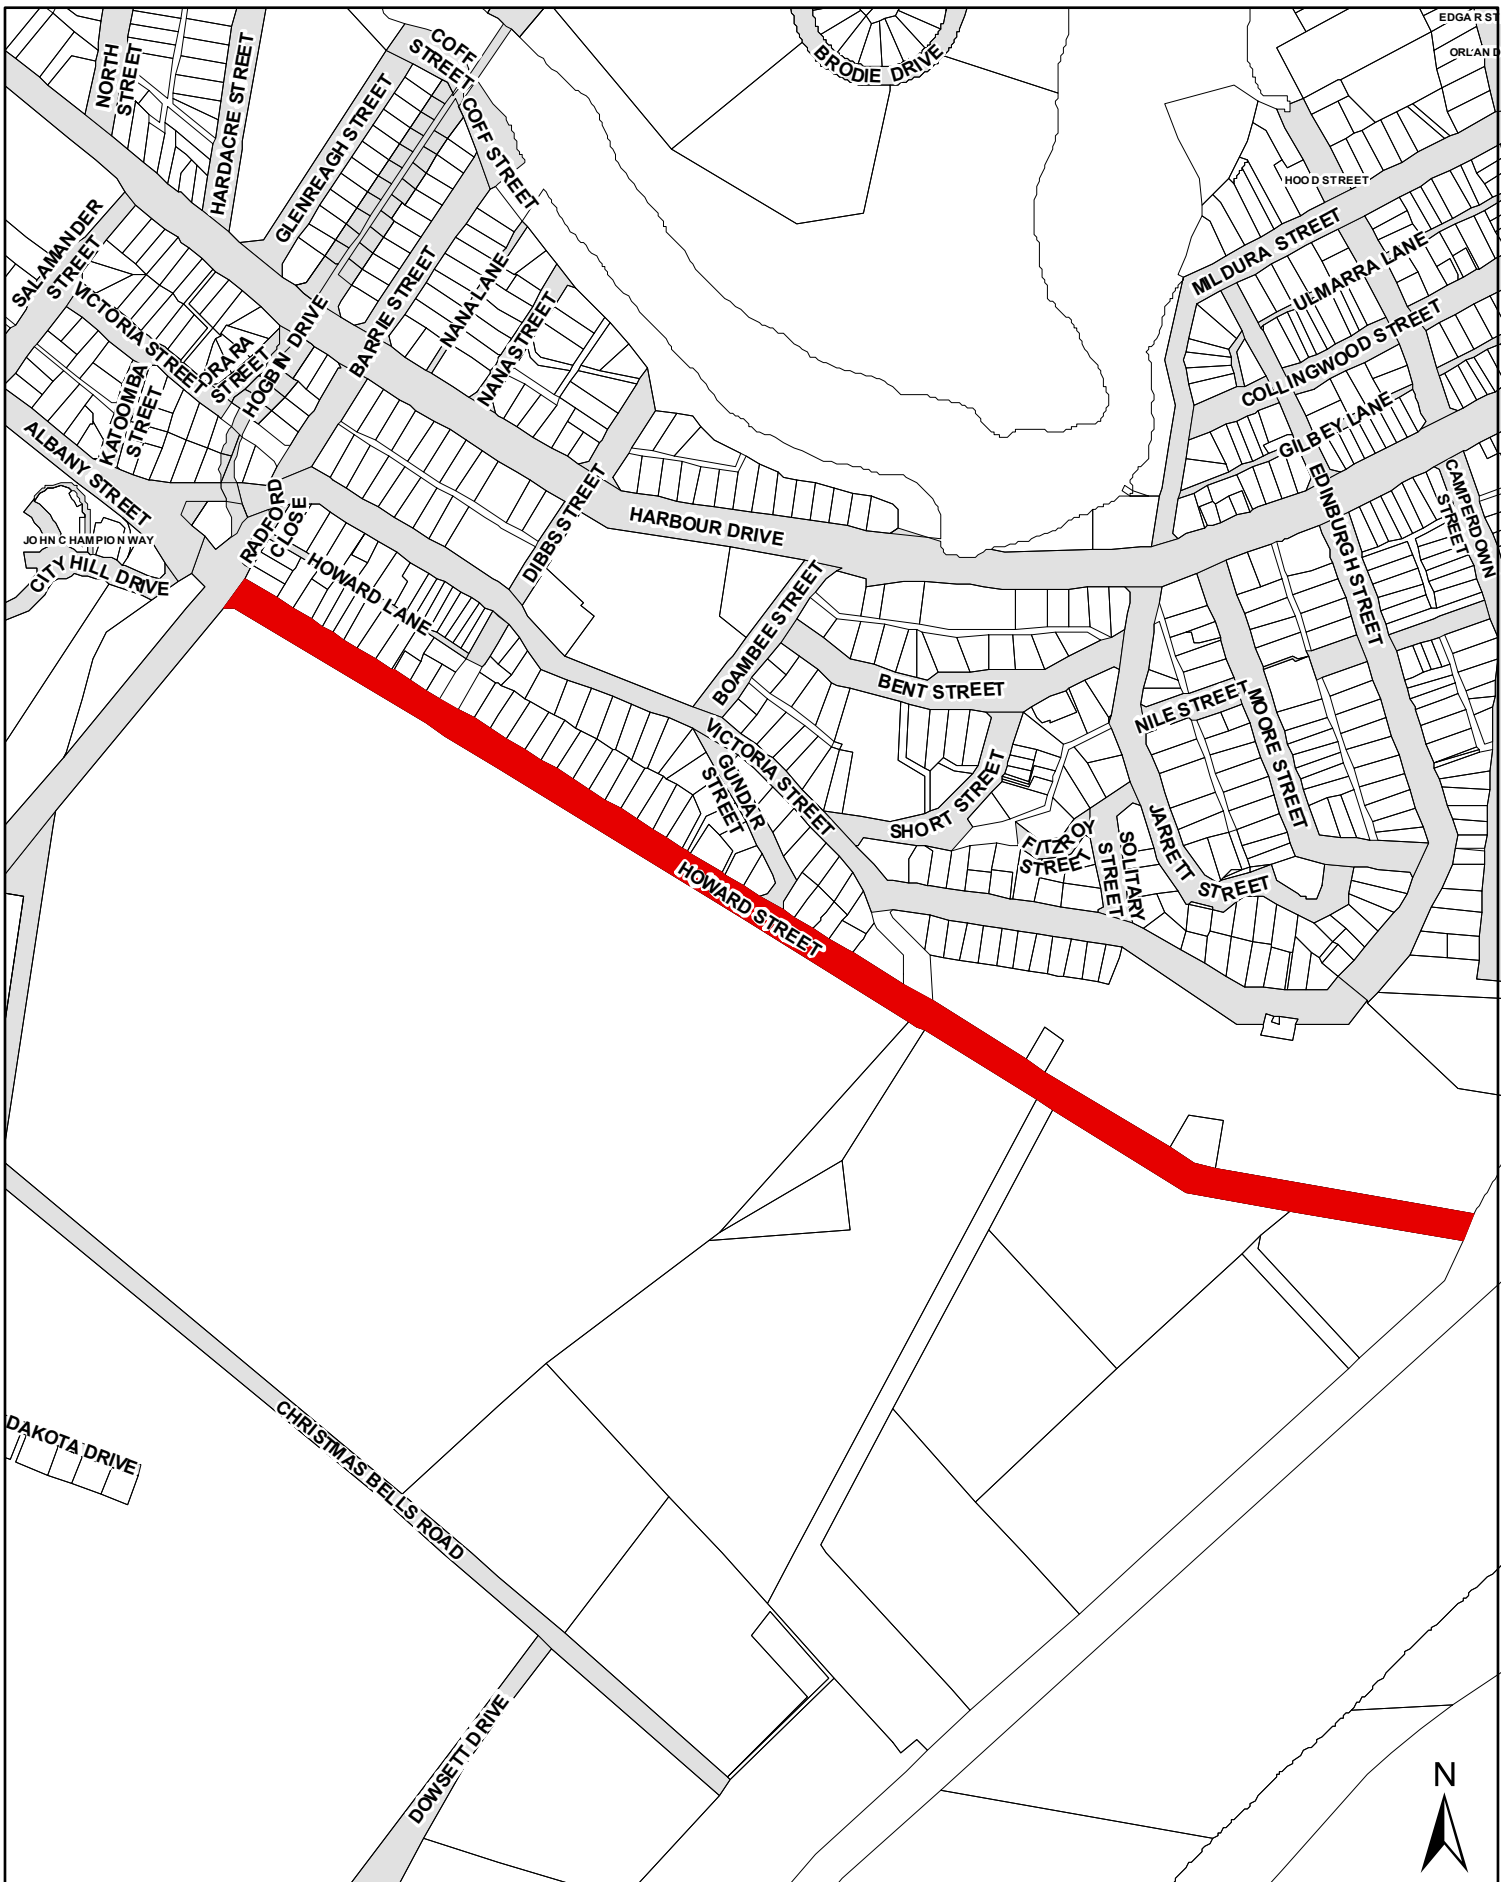 EDGAR ST
ORLAND
NORTH
STREET
HARDACRE STREET
COFF
STREET
BRODIE DRIVE
GLENREAGH STREET
COFF STREET
HOOD STREET
SALAMANDER
STREET
MILDURA STREET
ULMARRA LANE
NANA LANE
BARRIE STREET
VICTORIA STREET
ORARA
STREET
HOGBIN DRIVE
NANA STREET
COLLINGWOOD STREET
KATOOMBA
STREET
GILBEY LANE
ALBANY STREET
EDINBURGH STREET
CAMPERDOWN
STREET
RADFORD
CLOSE
DIBBS STREET
HARBOUR DRIVE
JOHN CHAMPION WAY
CITY HILL DRIVE
HOWARD LANE
BOAMBEE STREET
BENT STREET
NILE STREET
MOORE STREET
VICTORIA STREET
GUNDAR
STREET
SHORT STREET
FITZROY
STREET
SOLITARY
STREET
JARRETT
STREET
HOWARD STREET
CHRISTMAS BELLS ROAD
DAKOTA DRIVE
DOWSETT DRIVE
N